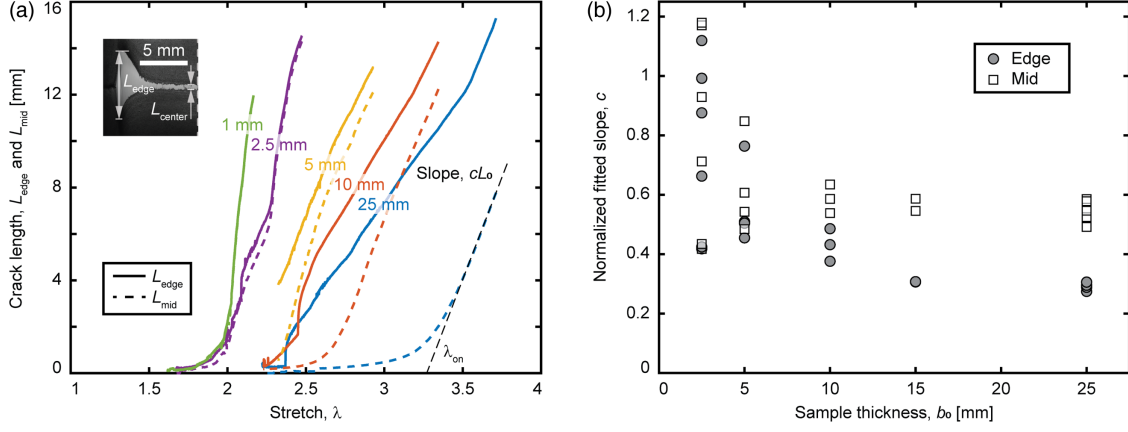 (a)
16
12
8
4
0
Crack length, L_edge and L_mid [mm]
5 mm
L_edge
L_center
1 mm
2.5 mm
5 mm
10 mm
25 mm
Slope, cL₀
λ_on
L_edge
L_mid
1
1.5
2
2.5
3
3.5
4
Stretch, λ
(b)
1.2
1
0.8
0.6
0.4
0.2
0
Normalized fitted slope, c
Edge
Mid
5
10
15
20
25
Sample thickness, b₀ [mm]